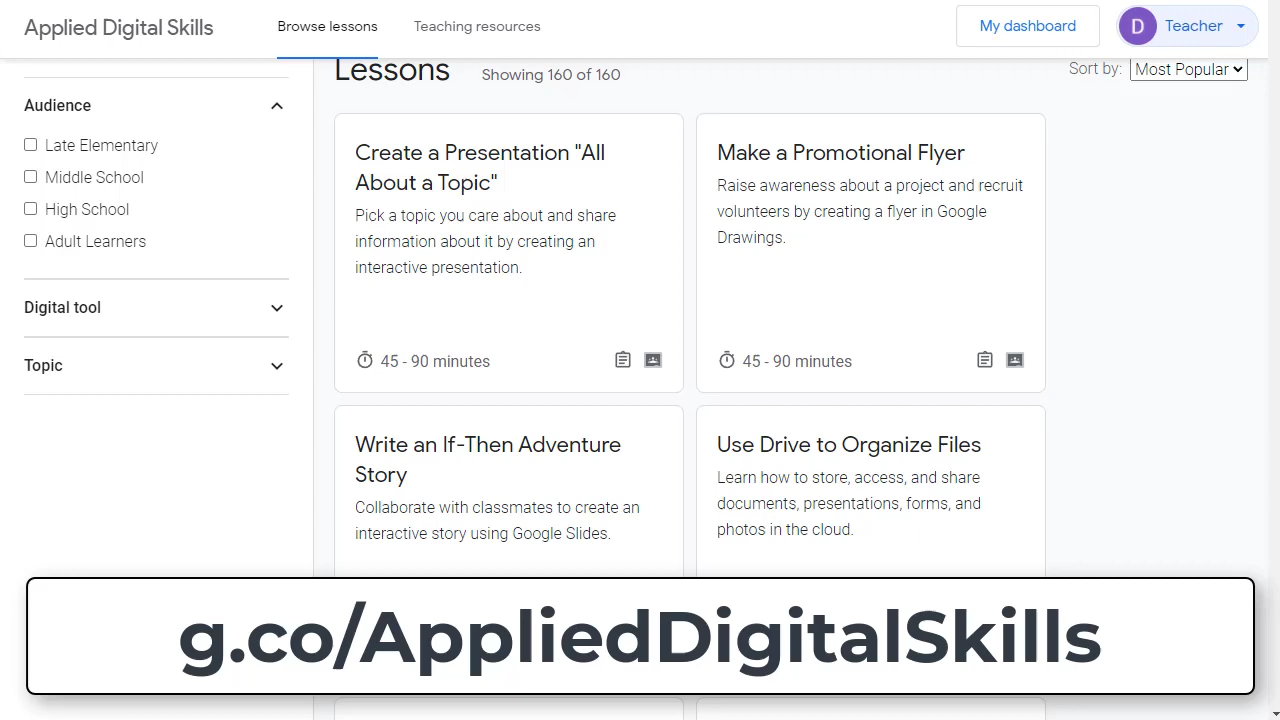 Applied Digital Skills
Browse lessons
Teaching resources
My dashboard
D
Teacher
Lessons
Showing 160 of 160
Sort by:
Most Popular
Audience
Late Elementary
Middle School
High School
Adult Learners
Digital tool
Topic
Create a Presentation "All
About a Topic"
Pick a topic you care about and share
information about it by creating an
interactive presentation.
45 - 90 minutes
Make a Promotional Flyer
Raise awareness about a project and recruit
volunteers by creating a flyer in Google
Drawings.
45 - 90 minutes
Write an If-Then Adventure
Story
Collaborate with classmates to create an
interactive story using Google Slides.
Use Drive to Organize Files
Learn how to store, access, and share
documents, presentations, forms, and
photos in the cloud.
g.co/AppliedDigitalSkills